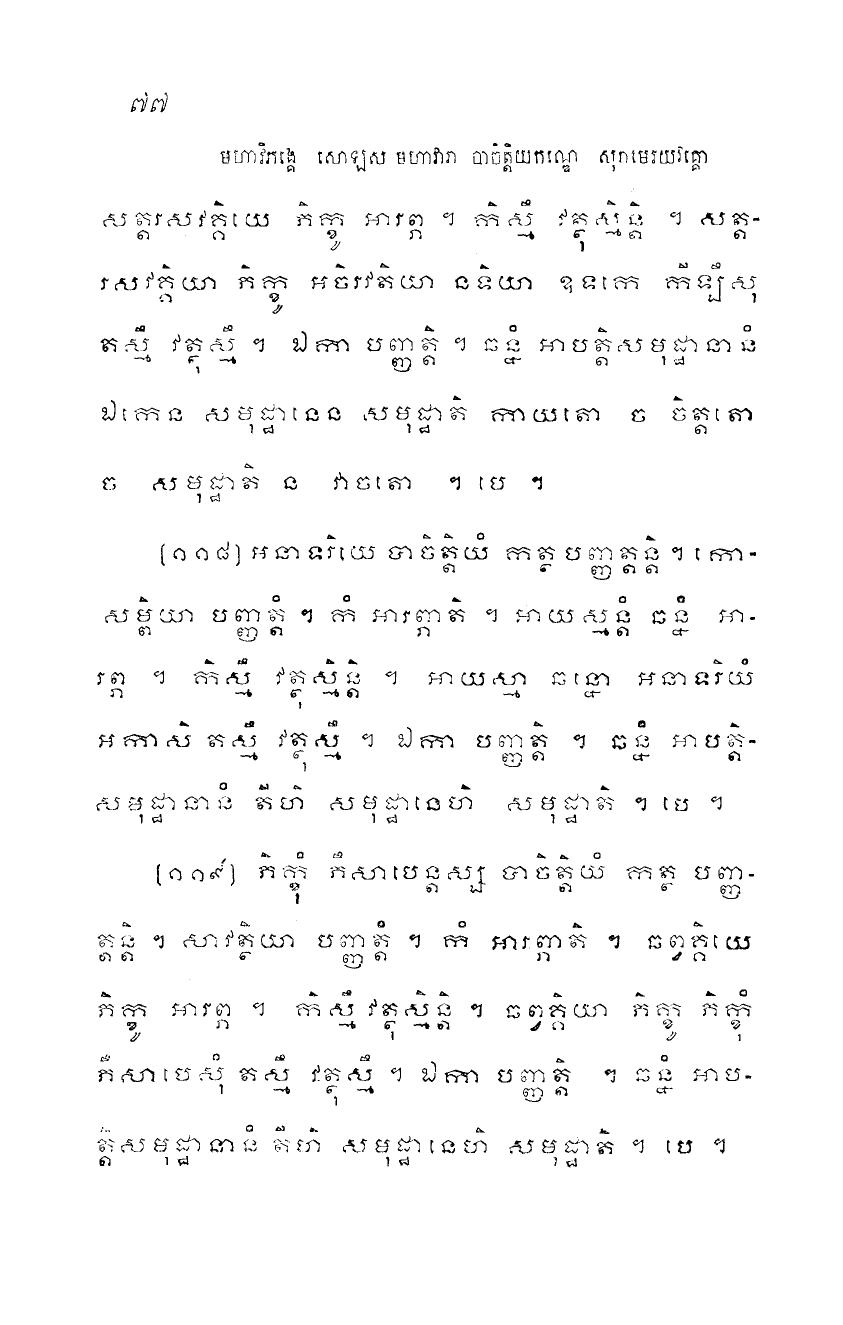 ៧៧
មហាវិភង្គេ សោឡស មហាវារា បាចិត្តិយកណ្ឌេ សុរាមេរយវគ្គោ
សត្តរសវគ្គិយេ ភិក្ខូ អារព្ភ ។ កិស្មឹ វត្ថុស្មិន្តិ ។ សត្ត-
រសវគ្គិយា ភិក្ខូ អចិរវតិយា នទិយា ឧទកេ កីឡឹសុ
តស្មឹ វត្ថុស្មឹ ។ ឯកា បញ្ញត្តិ ។ ឆន្នំ អាបត្តិសមុដ្ឋានានំ
ឯកេន សមុដ្ឋានេន សមុដ្ឋាតិ កាយតោ ច ចិត្តតោ
ច សមុដ្ឋាតិ ន វាចតោ ។ បេ ។
(១១៨) អនាទរិយេ បាចិត្តិយំ កត្ថ បញ្ញត្តន្តិ ។ កោ-
សម្ពិយា បញ្ញត្តំ ។ កំ អារព្ភាតិ ។ អាយស្មន្តំ ឆន្នំ អា-
រព្ភ ។ កិស្មឹ វត្ថុស្មិន្តិ ។ អាយស្មា ឆន្នោ អនាទរិយំ
អកាសិ តស្មឹ វត្ថុស្មឹ ។ ឯកា បញ្ញត្តិ ។ ឆន្នំ អាបត្តិ-
សមុដ្ឋានានំ តីហិ សមុដ្ឋានេហិ សមុដ្ឋាតិ ។ បេ ។
(១១៩) ភិក្ខុំ ភឹសាបេន្តស្ស បាចិត្តិយំ កត្ថ បញ្ញ-
ត្តន្តិ ។ សាវត្ថិយា បញ្ញត្តំ ។ កំ អារព្ភាតិ ។ ឆព្វគ្គិយេ
ភិក្ខូ អារព្ភ ។ កិស្មឹ វត្ថុស្មិន្តិ ។ ឆព្វគ្គិយា ភិក្ខូ ភិក្ខុំ
ភឹសាបេសុំ តស្មឹ វត្ថុស្មឹ ។ ឯកា បញ្ញត្តិ ។ ឆន្នំ អាប-
ត្តិសមុដ្ឋានានំ តីហិ សមុដ្ឋានេហិ សមុដ្ឋាតិ ។ បេ ។